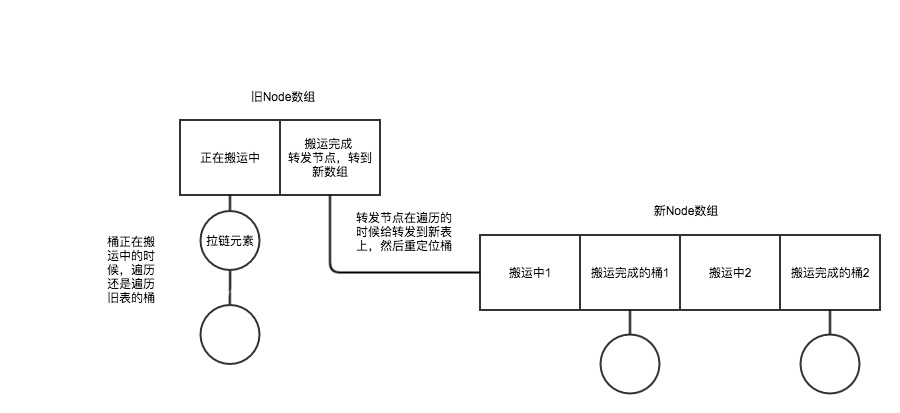 旧Node数组
正在搬运中
搬运完成
转发节点，转到
新数组
转发节点在遍历的
时候给转发到新表
上，然后重定位桶
新Node数组
桶正在搬
运中的时
候，遍历
还是遍历
旧表的桶
拉链元素
搬运中1
搬运完成的桶1
搬运中2
搬运完成的桶2